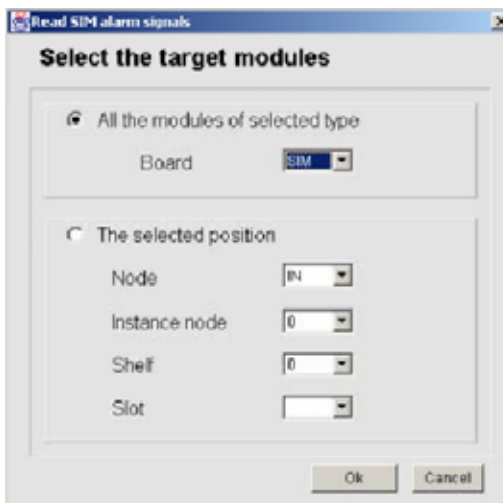 Read SIM alarm signals
Select the target modules
All the modules of selected type
Board SIM
The selected position
Node IN
Instance node 0
Shelf 0
Slot
Ok Cancel